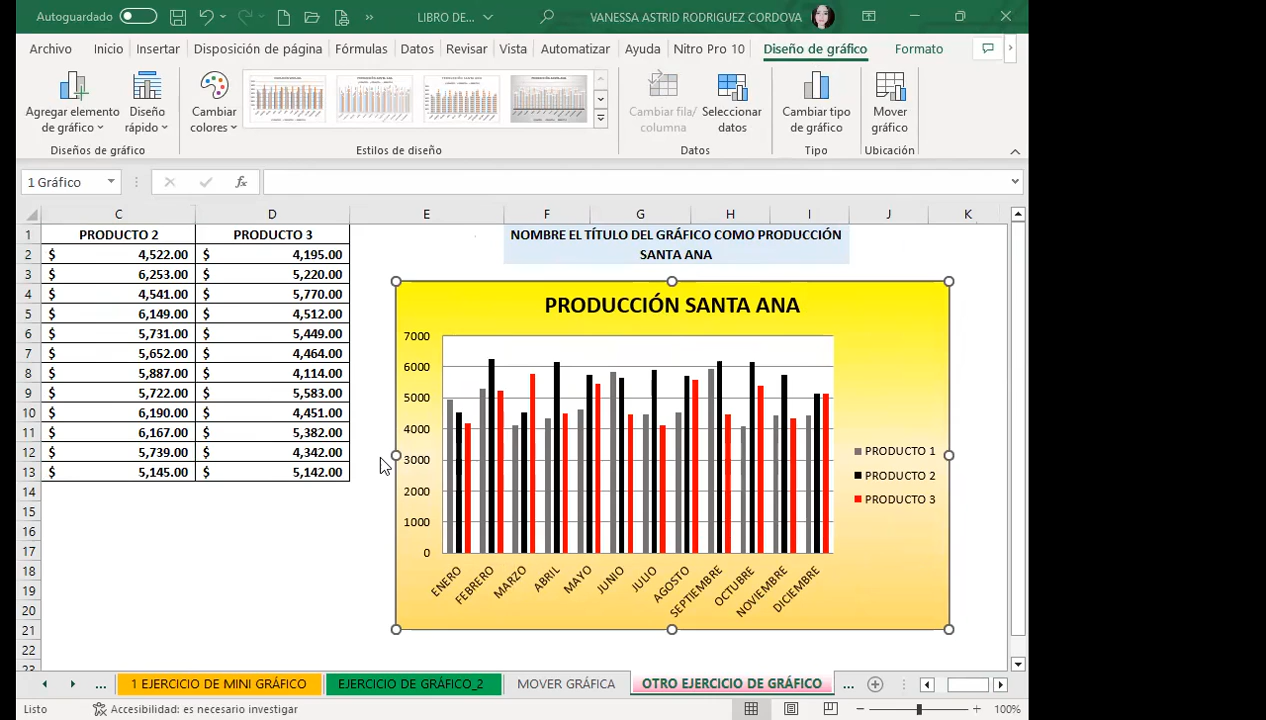 Autoguardado
LIBRO DE...
VANESSA ASTRID RODRIGUEZ CORDOVA
Archivo Inicio Insertar Disposición de página Fórmulas Datos Revisar Vista Automatizar Ayuda Nitro Pro 10 Diseño de gráfico Formato
Agregar elemento de gráfico
Diseño rápido
Cambiar colores
Cambiar fila/ columna
Seleccionar datos
Cambiar tipo de gráfico
Mover gráfico
Diseños de gráfico Estilos de diseño Datos Tipo Ubicación
1 Gráfico fx
C D E F G H I J K
1 PRODUCTO 2 PRODUCTO 3
2 $ 4,522.00 $ 4,195.00
3 $ 6,253.00 $ 5,220.00
4 $ 4,541.00 $ 5,770.00
5 $ 6,149.00 $ 4,512.00
6 $ 5,731.00 $ 5,449.00
7 $ 5,652.00 $ 4,464.00
8 $ 5,887.00 $ 4,114.00
9 $ 5,722.00 $ 5,583.00
10 $ 6,190.00 $ 4,451.00
11 $ 6,167.00 $ 5,382.00
12 $ 5,739.00 $ 4,342.00
13 $ 5,145.00 $ 5,142.00
14
15
16
17
18
19
20
21
22
23
NOMBRE EL TÍTULO DEL GRÁFICO COMO PRODUCCIÓN
SANTA ANA
PRODUCCIÓN SANTA ANA
7000
6000
5000
4000
3000
2000
1000
0
ENERO FEBRERO MARZO ABRIL MAYO JUNIO JULIO AGOSTO SEPTIEMBRE OCTUBRE NOVIEMBRE DICIEMBRE
PRODUCTO 1
PRODUCTO 2
PRODUCTO 3
... 1 EJERCICIO DE MINI GRÁFICO EJERCICIO DE GRÁFICO_2 MOVER GRÁFICA OTRO EJERCICIO DE GRÁFICO ...
Listo Accesibilidad: es necesario investigar 100%